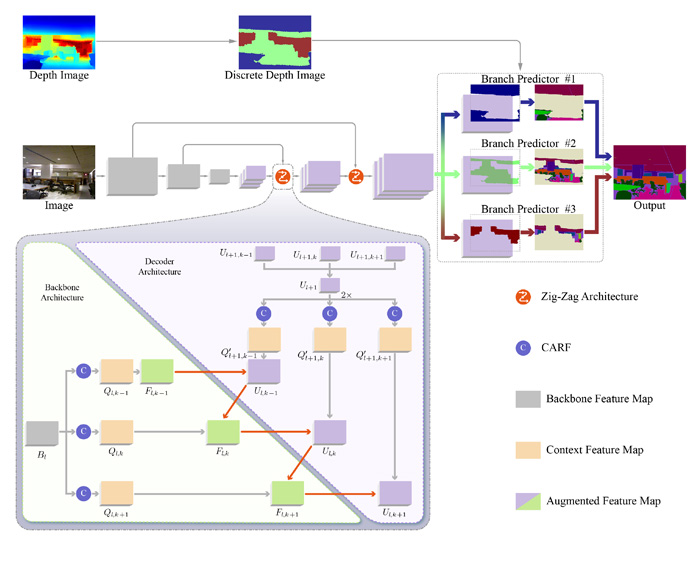 Depth Image
Discrete Depth Image
Branch Predictor #1
Branch Predictor #2
Branch Predictor #3
Image
Output
Decoder
Architecture
Backbone
Architecture
U_{l+1,k-1}
U_{l+1,k}
U_{l+1,k+1}
U_{l+1}
2×
C
C
C
Q'_{l+1,k-1}
Q'_{l+1,k}
Q'_{l+1,k+1}
C
Q_{l,k-1}
F_{l,k-1}
U_{l,k-1}
B_l
C
Q_{l,k}
F_{l,k}
U_{l,k}
C
Q_{l,k+1}
F_{l,k+1}
U_{l,k+1}
Z
Z
Z Zig-Zag Architecture
C CARF
Backbone Feature Map
Context Feature Map
Augmented Feature Map